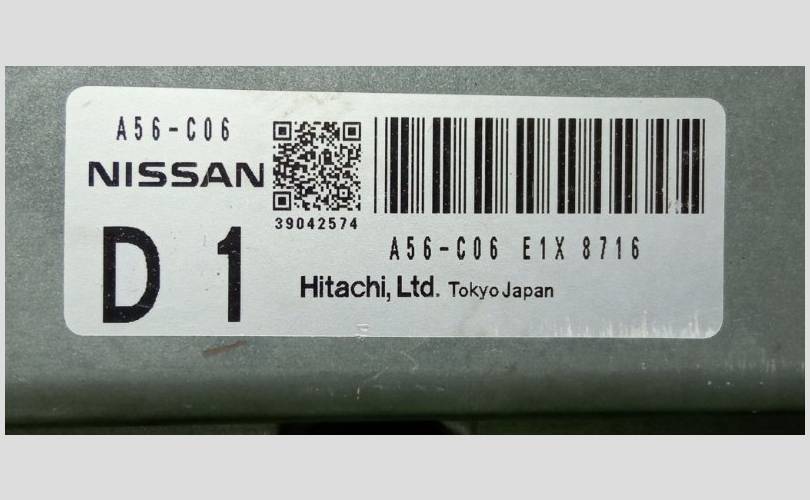 A56-C06
NISSAN
D 1
39042574
A56-C06 E1X 8716
Hitachi, Ltd. Tokyo Japan